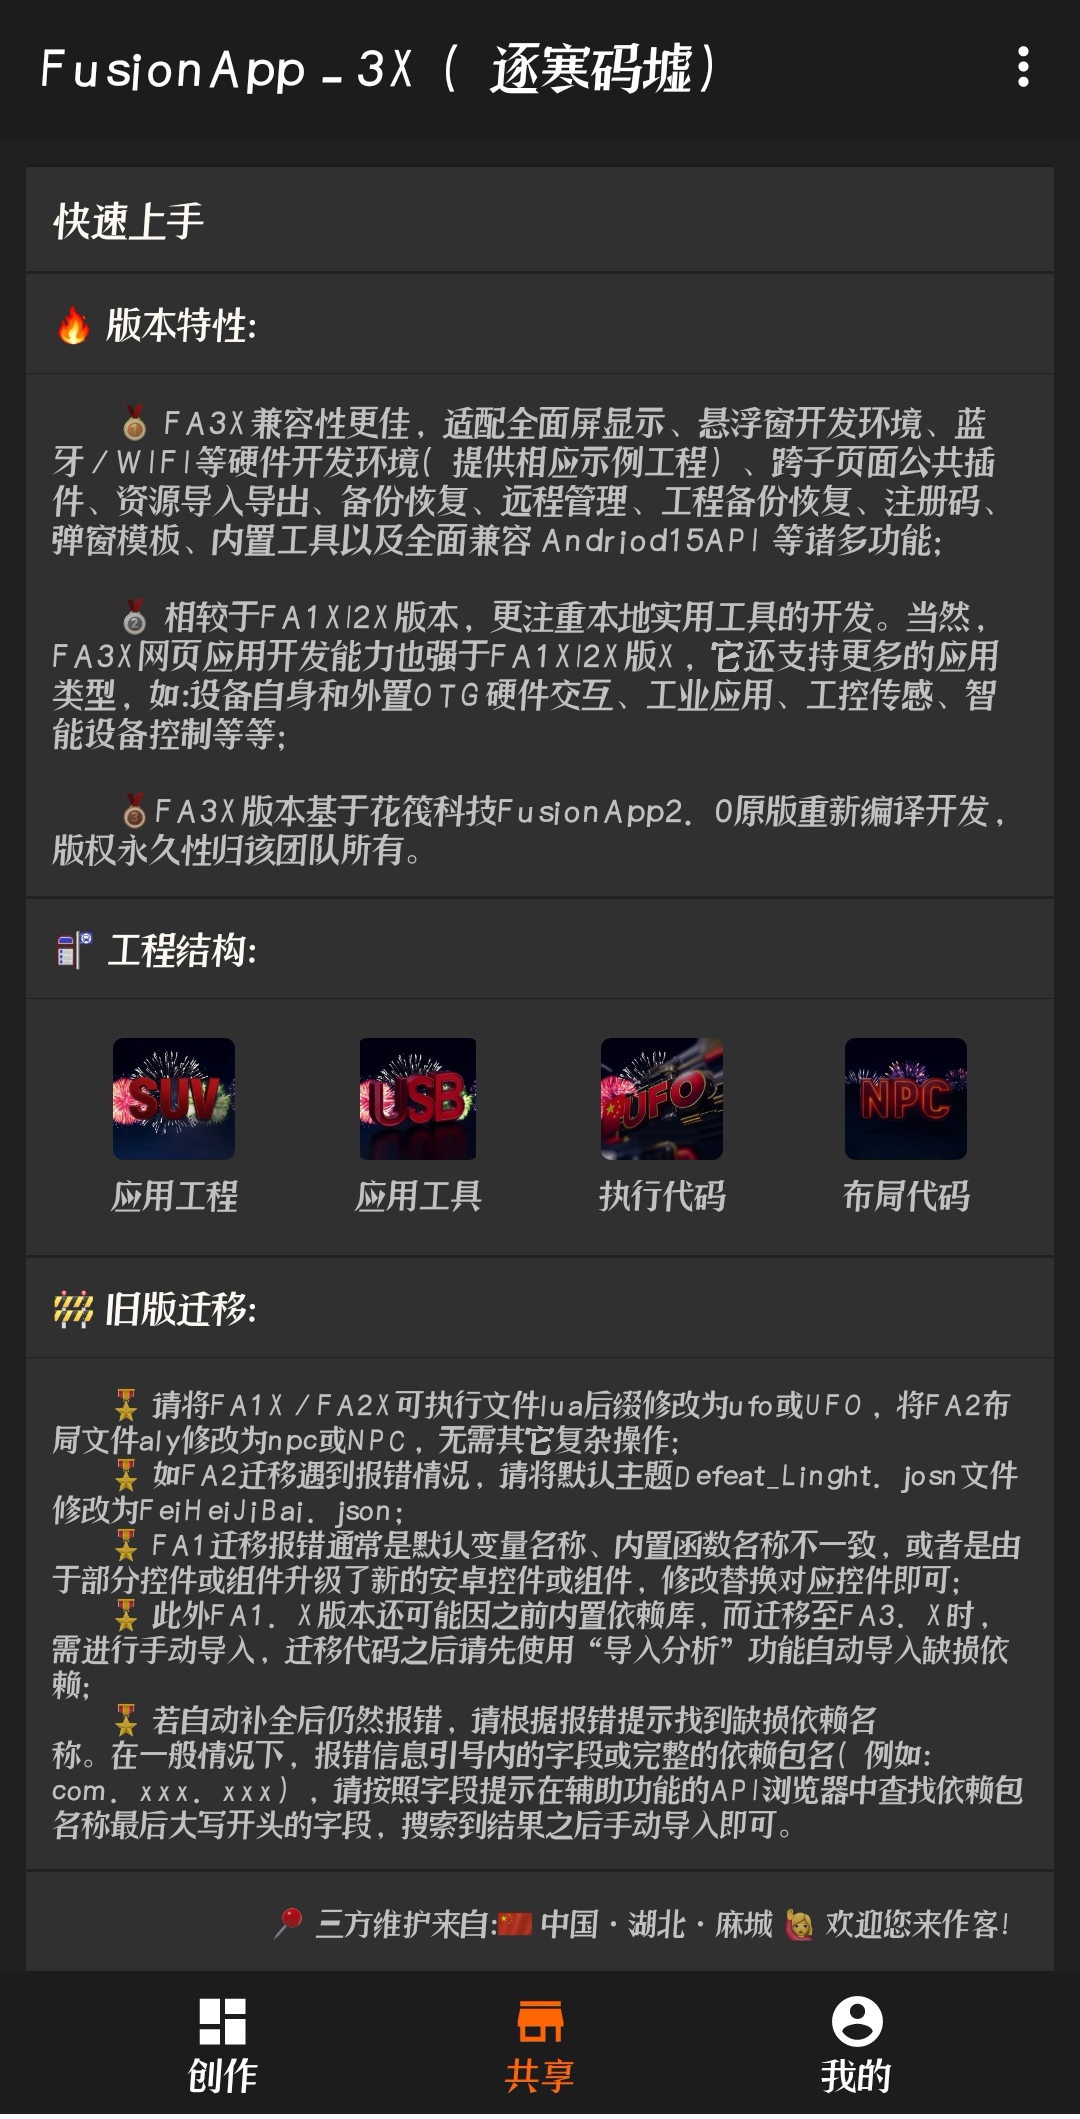 FusionApp-3X（逐寒码墟）
快速上手
🔥 版本特性:
🥇 FA3X兼容性更佳，适配全面屏显示、悬浮窗开发环境、蓝
牙/WIFI等硬件开发环境（提供相应示例工程）、跨子页面公共插
件、资源导入导出、备份恢复、远程管理、工程备份恢复、注册码、
弹窗模板、内置工具以及全面兼容 Andriod15API 等诸多功能；
🥈 相较于FA1X|2X版本，更注重本地实用工具的开发。当然，
FA3X网页应用开发能力也强于FA1X|2X版X，它还支持更多的应用
类型，如:设备自身和外置OTG硬件交互、工业应用、工控传感、智
能设备控制等等；
🥉FA3X版本基于花筏科技FusionApp2．0原版重新编译开发，
版权永久性归该团队所有。
🚏 工程结构:
SUV
USB
UFO
NPC
应用工程
应用工具
执行代码
布局代码
🚧 旧版迁移:
🎖 请将FA1X/FA2X可执行文件lua后缀修改为ufo或UFO，将FA2布
局文件aly修改为npc或NPC，无需其它复杂操作；
🎖 如FA2迁移遇到报错情况，请将默认主题Defeat_Linght．josn文件
修改为FeiHeiJiBai．json；
🎖 FA1迁移报错通常是默认变量名称、内置函数名称不一致，或者是由
于部分控件或组件升级了新的安卓控件或组件，修改替换对应控件即可；
🎖 此外FA1．X版本还可能因之前内置依赖库，而迁移至FA3．X时，
需进行手动导入，迁移代码之后请先使用“导入分析”功能自动导入缺损依
赖；
🎖 若自动补全后仍然报错，请根据报错提示找到缺损依赖名
称。在一般情况下，报错信息引号内的字段或完整的依赖包名（例如：
com．xxx．xxx），请按照字段提示在辅助功能的API浏览器中查找依赖包
名称最后大写开头的字段，搜索到结果之后手动导入即可。
📍 三方维护来自:🇨🇳 中国·湖北·麻城 🙋 欢迎您来作客!
创作
共享
我的